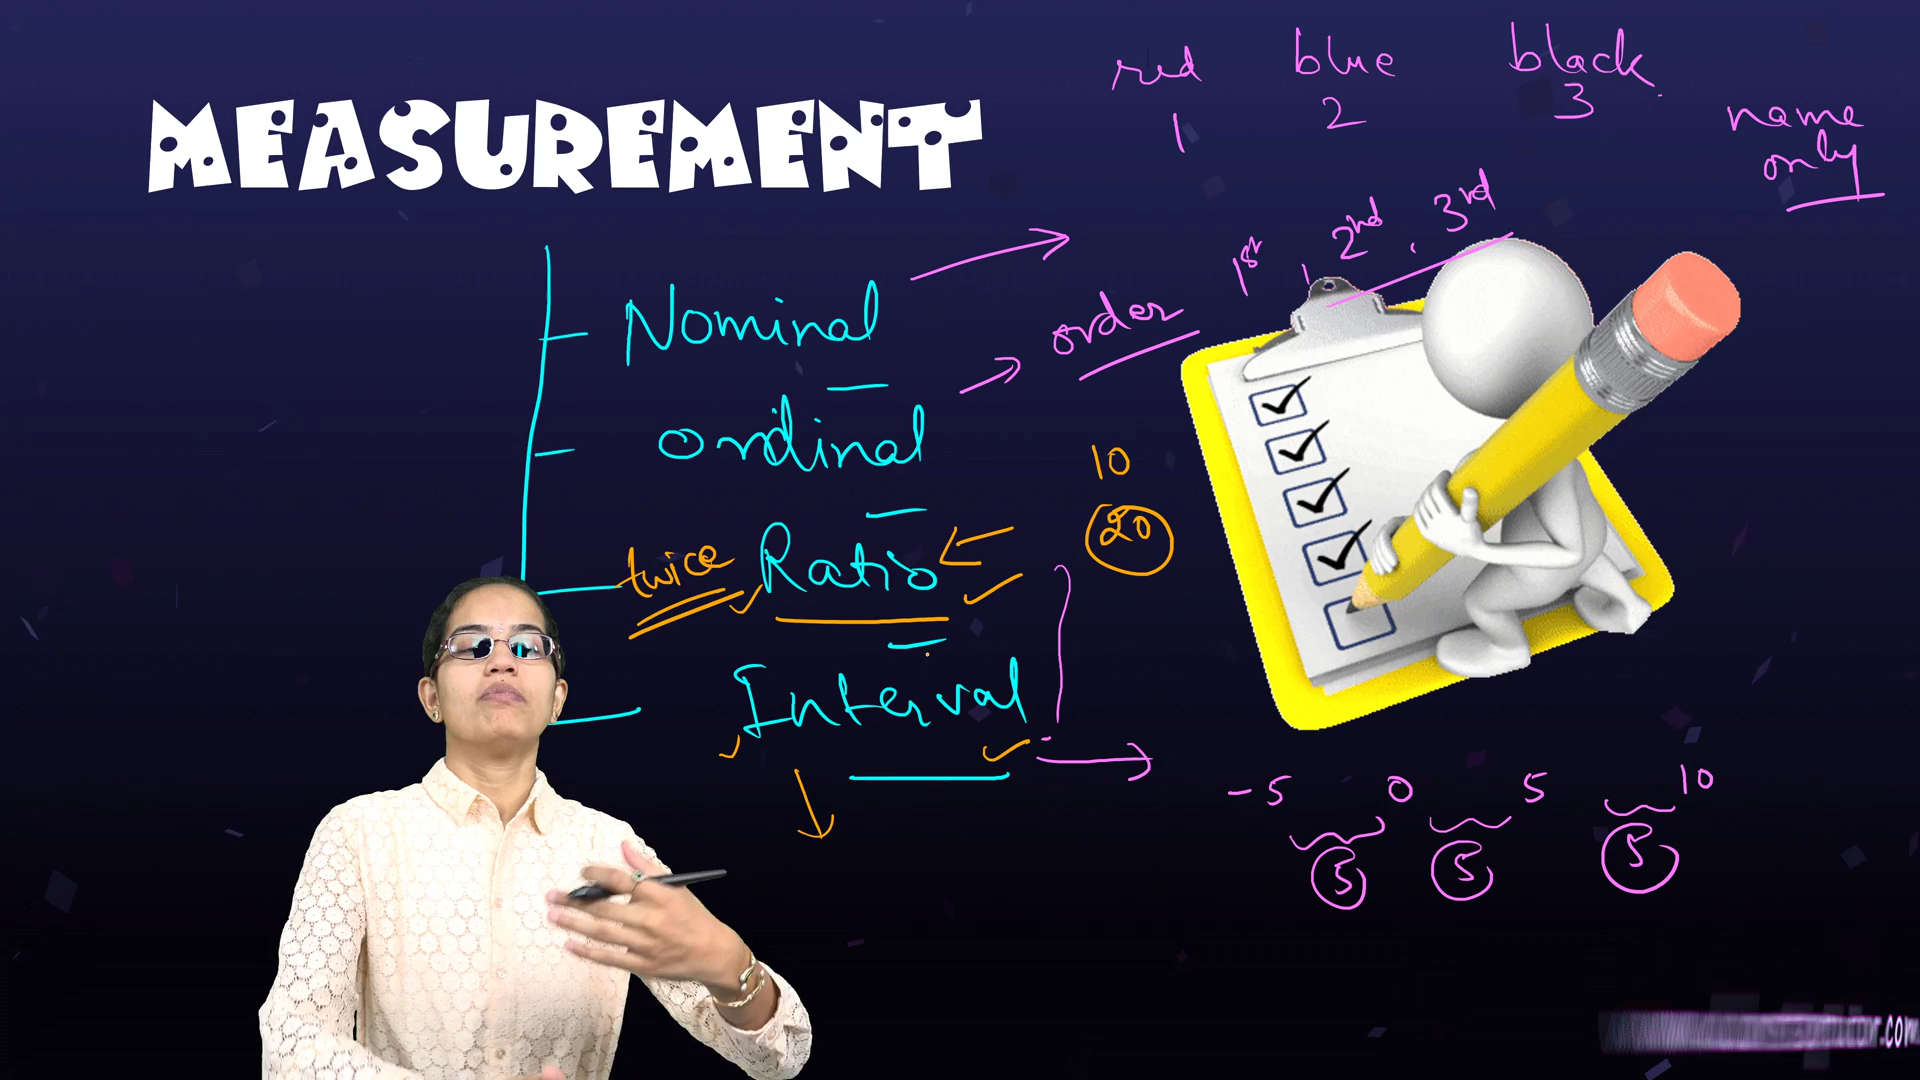 MEASUREMENT
red blue black
1 2 3
name
only
Nominal
order 1st, 2nd, 3rd
Ordinal
10
20
twice Ratio
Interval
-5 0 5 10
5 5 5
.com